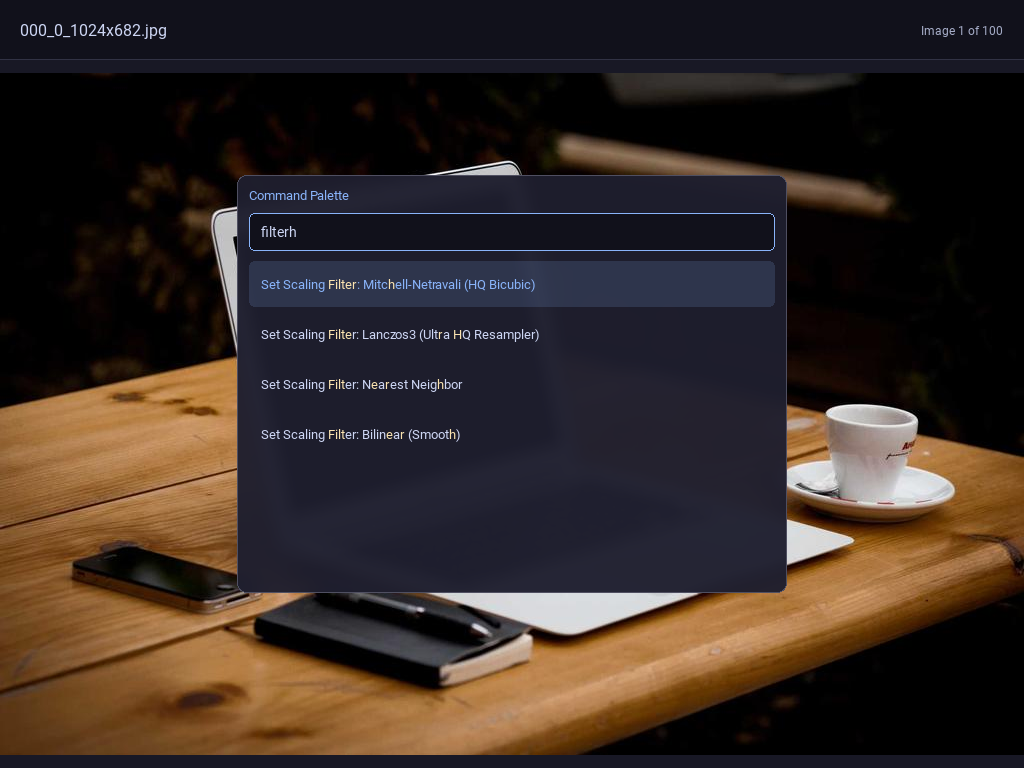 000_0_1024x682.jpg
Image 1 of 100
Command Palette
filterh
Set Scaling Filter: Mitchell-Netravali (HQ Bicubic)
Set Scaling Filter: Lanczos3 (Ultra HQ Resampler)
Set Scaling Filter: Nearest Neighbor
Set Scaling Filter: Bilinear (Smooth)